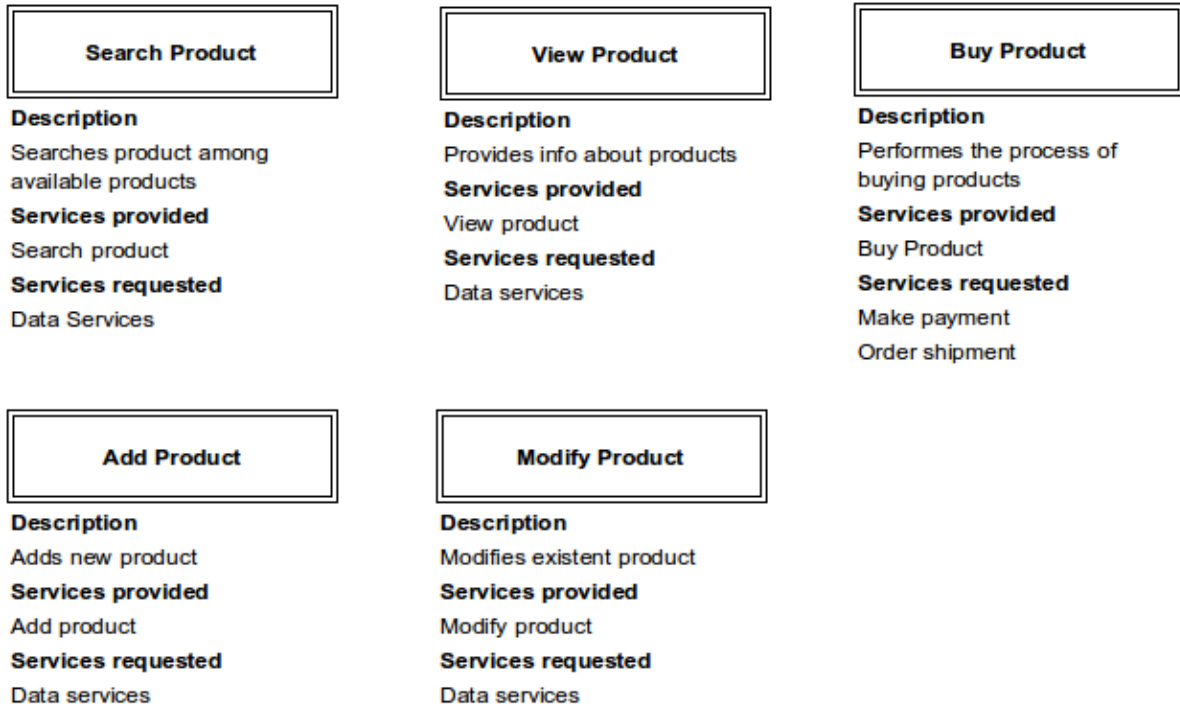 Search Product
Description
Searches product among
available products
Services provided
Search product
Services requested
Data Services
View Product
Description
Provides info about products
Services provided
View product
Services requested
Data services
Buy Product
Description
Performes the process of
buying products
Services provided
Buy Product
Services requested
Make payment
Order shipment
Add Product
Description
Adds new product
Services provided
Add product
Services requested
Data services
Modify Product
Description
Modifies existent product
Services provided
Modify product
Services requested
Data services